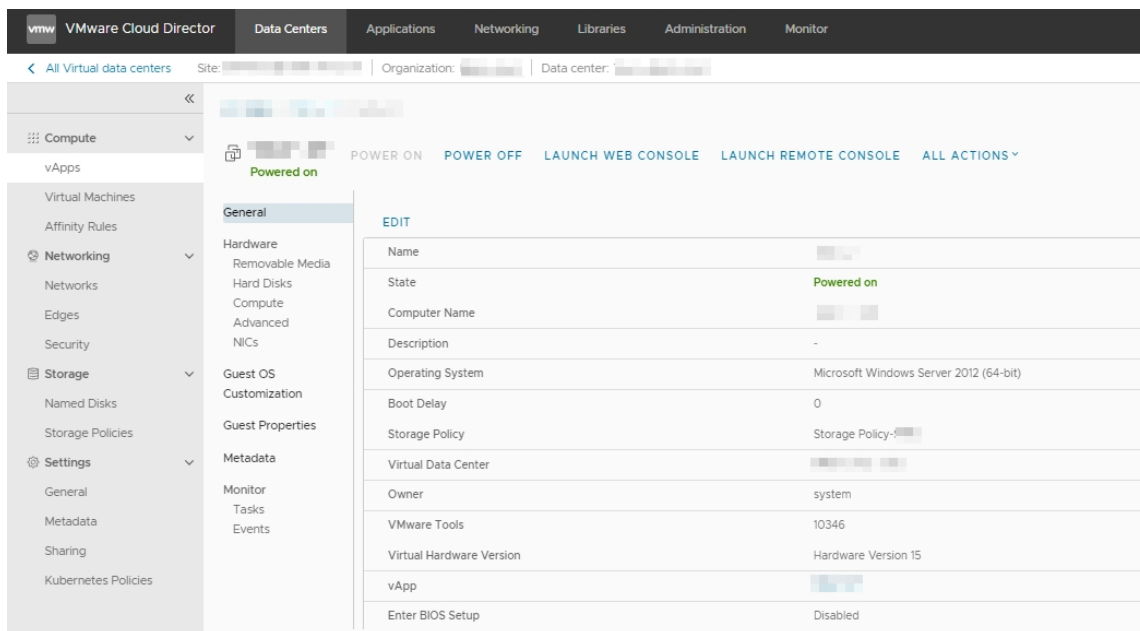 vmw VMware Cloud Director Data Centers Applications Networking Libraries Administration Monitor
All Virtual data centers Site: Organization: Data center:
Compute
vApps
Virtual Machines
Affinity Rules
Networking
Networks
Edges
Security
Storage
Named Disks
Storage Policies
Settings
General
Metadata
Sharing
Kubernetes Policies
POWER ON POWER OFF LAUNCH WEB CONSOLE LAUNCH REMOTE CONSOLE ALL ACTIONS
Powered on
General
Hardware
Removable Media
Hard Disks
Compute
Advanced
NICs
Guest OS
Customization
Guest Properties
Metadata
Monitor
Tasks
Events
EDIT
Name
State Powered on
Computer Name
Description -
Operating System Microsoft Windows Server 2012 (64-bit)
Boot Delay 0
Storage Policy Storage Policy-
Virtual Data Center
Owner system
VMware Tools 10346
Virtual Hardware Version Hardware Version 15
vApp
Enter BIOS Setup Disabled